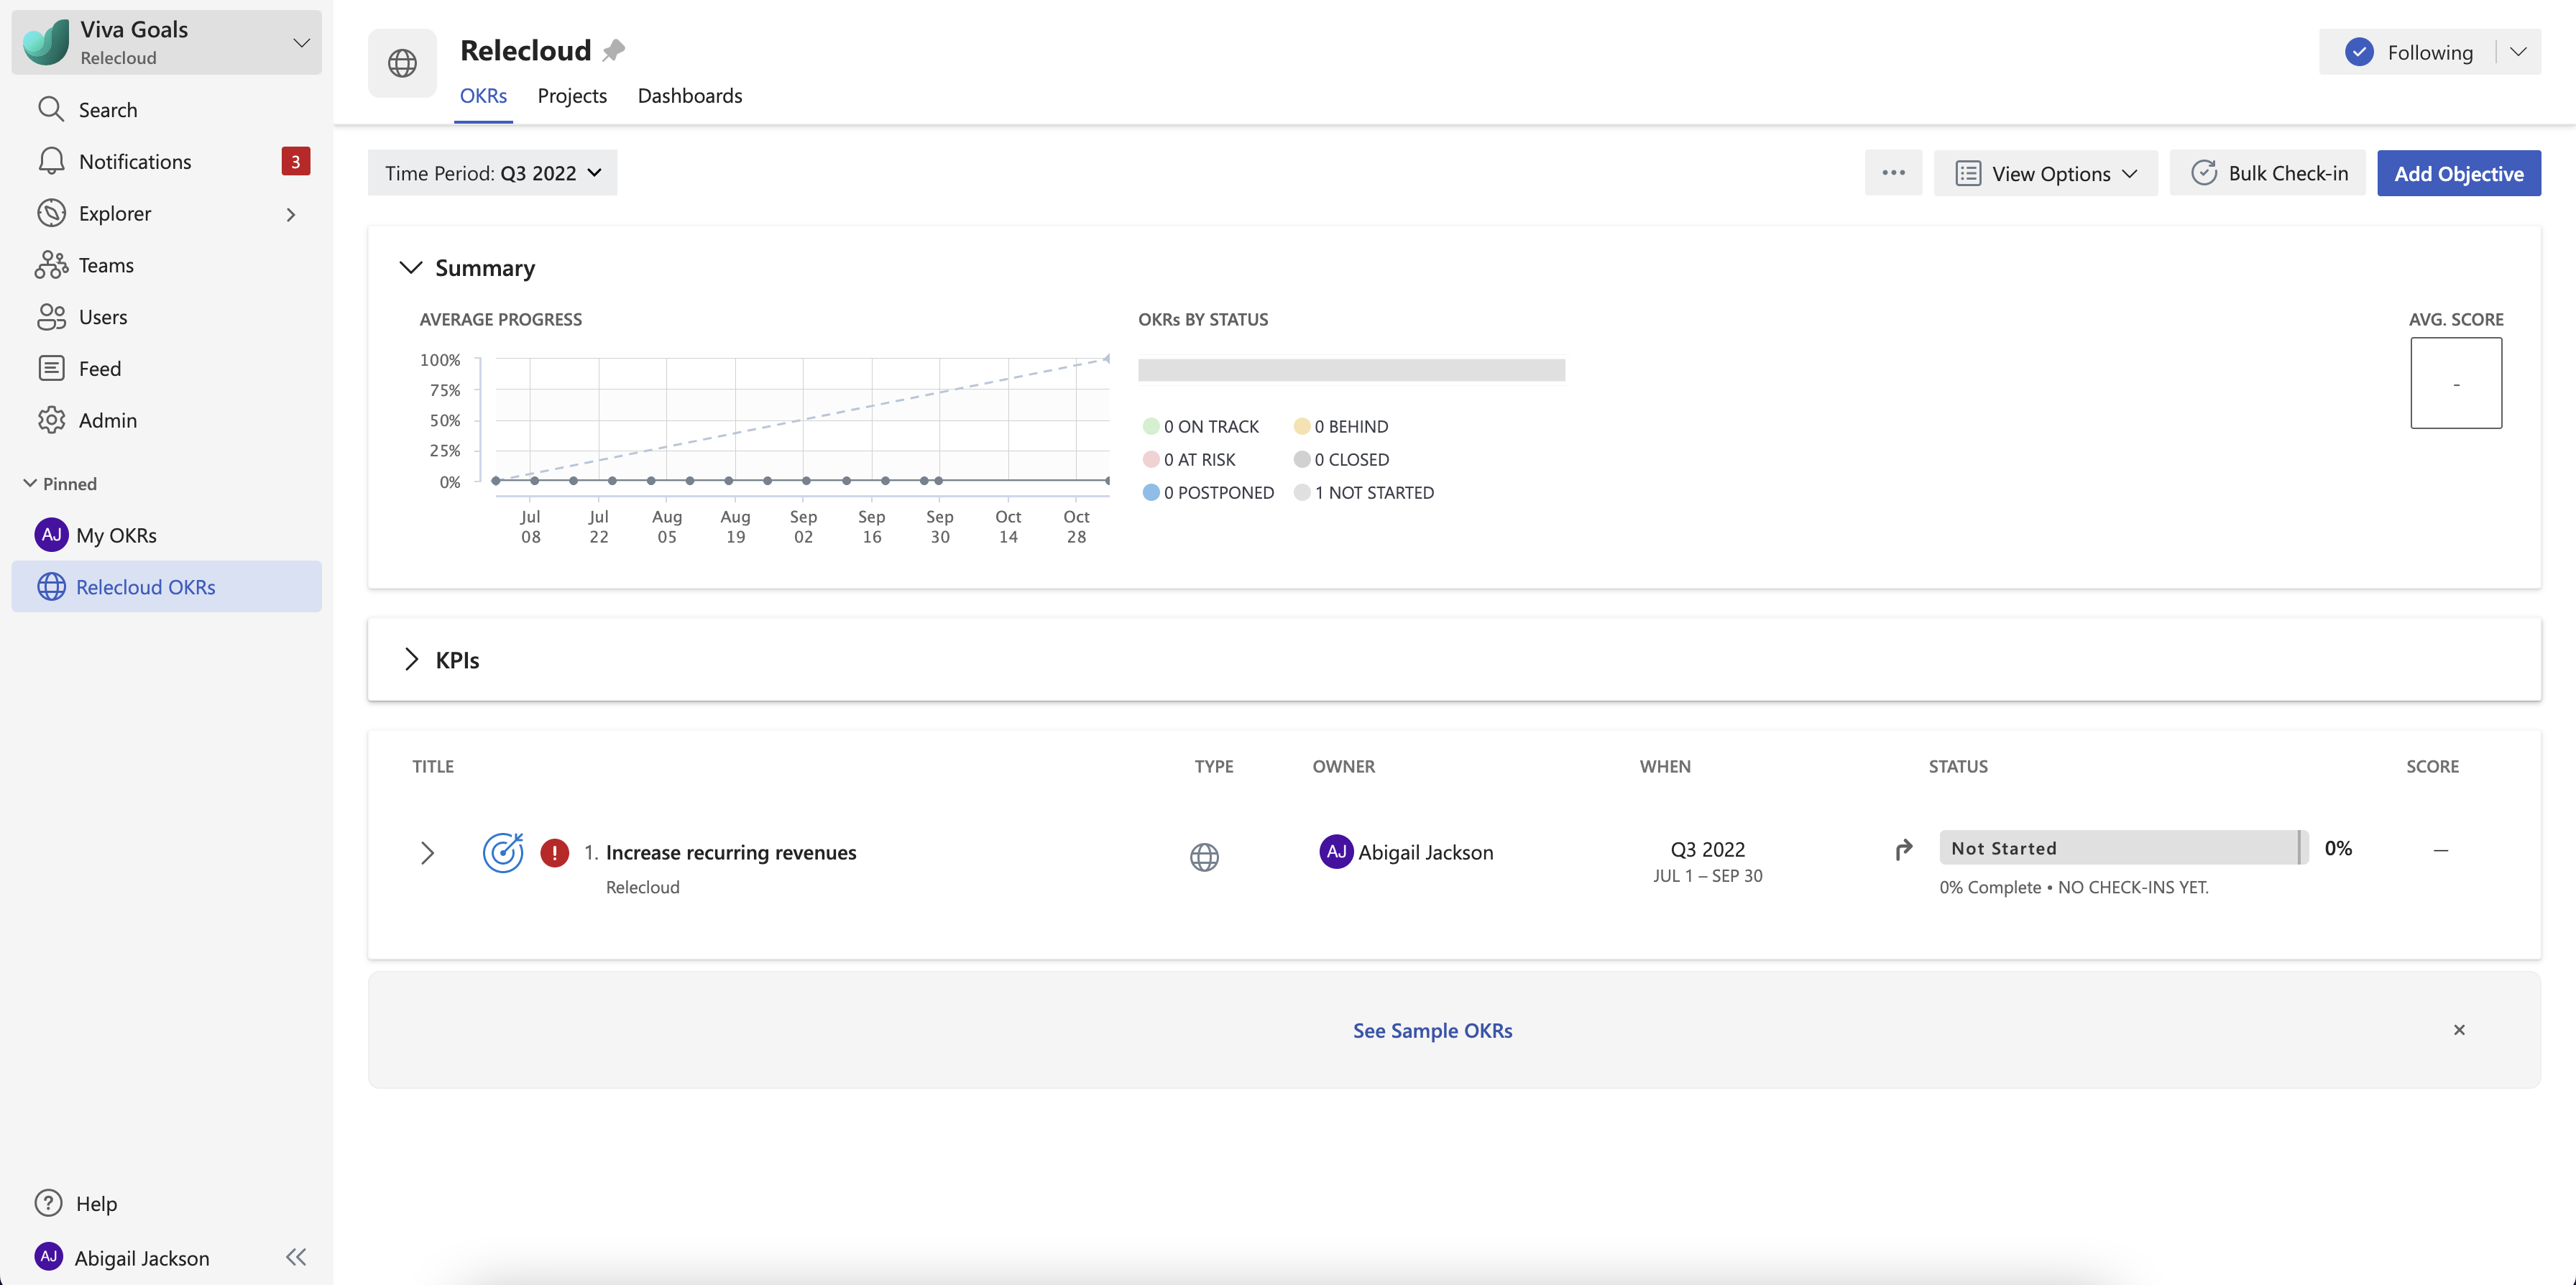 Viva Goals
Relecloud
Search
Notifications 3
Explorer
Teams
Users
Feed
Admin
Pinned
AJ My OKRs
Relecloud OKRs
Help
AJ Abigail Jackson
Relecloud
OKRs Projects Dashboards
Following
Time Period: Q3 2022
View Options
Bulk Check-in
Add Objective
Summary
AVERAGE PROGRESS
100%
75%
50%
25%
0%
Jul 08
Jul 22
Aug 05
Aug 19
Sep 02
Sep 16
Sep 30
Oct 14
Oct 28
OKRs BY STATUS
0 ON TRACK 0 BEHIND
0 AT RISK 0 CLOSED
0 POSTPONED 1 NOT STARTED
AVG. SCORE
-
KPIs
TITLE TYPE OWNER WHEN STATUS SCORE
! 1. Increase recurring revenues
Relecloud
AJ Abigail Jackson
Q3 2022
JUL 1 – SEP 30
Not Started 0% —
0% Complete • NO CHECK-INS YET.
See Sample OKRs